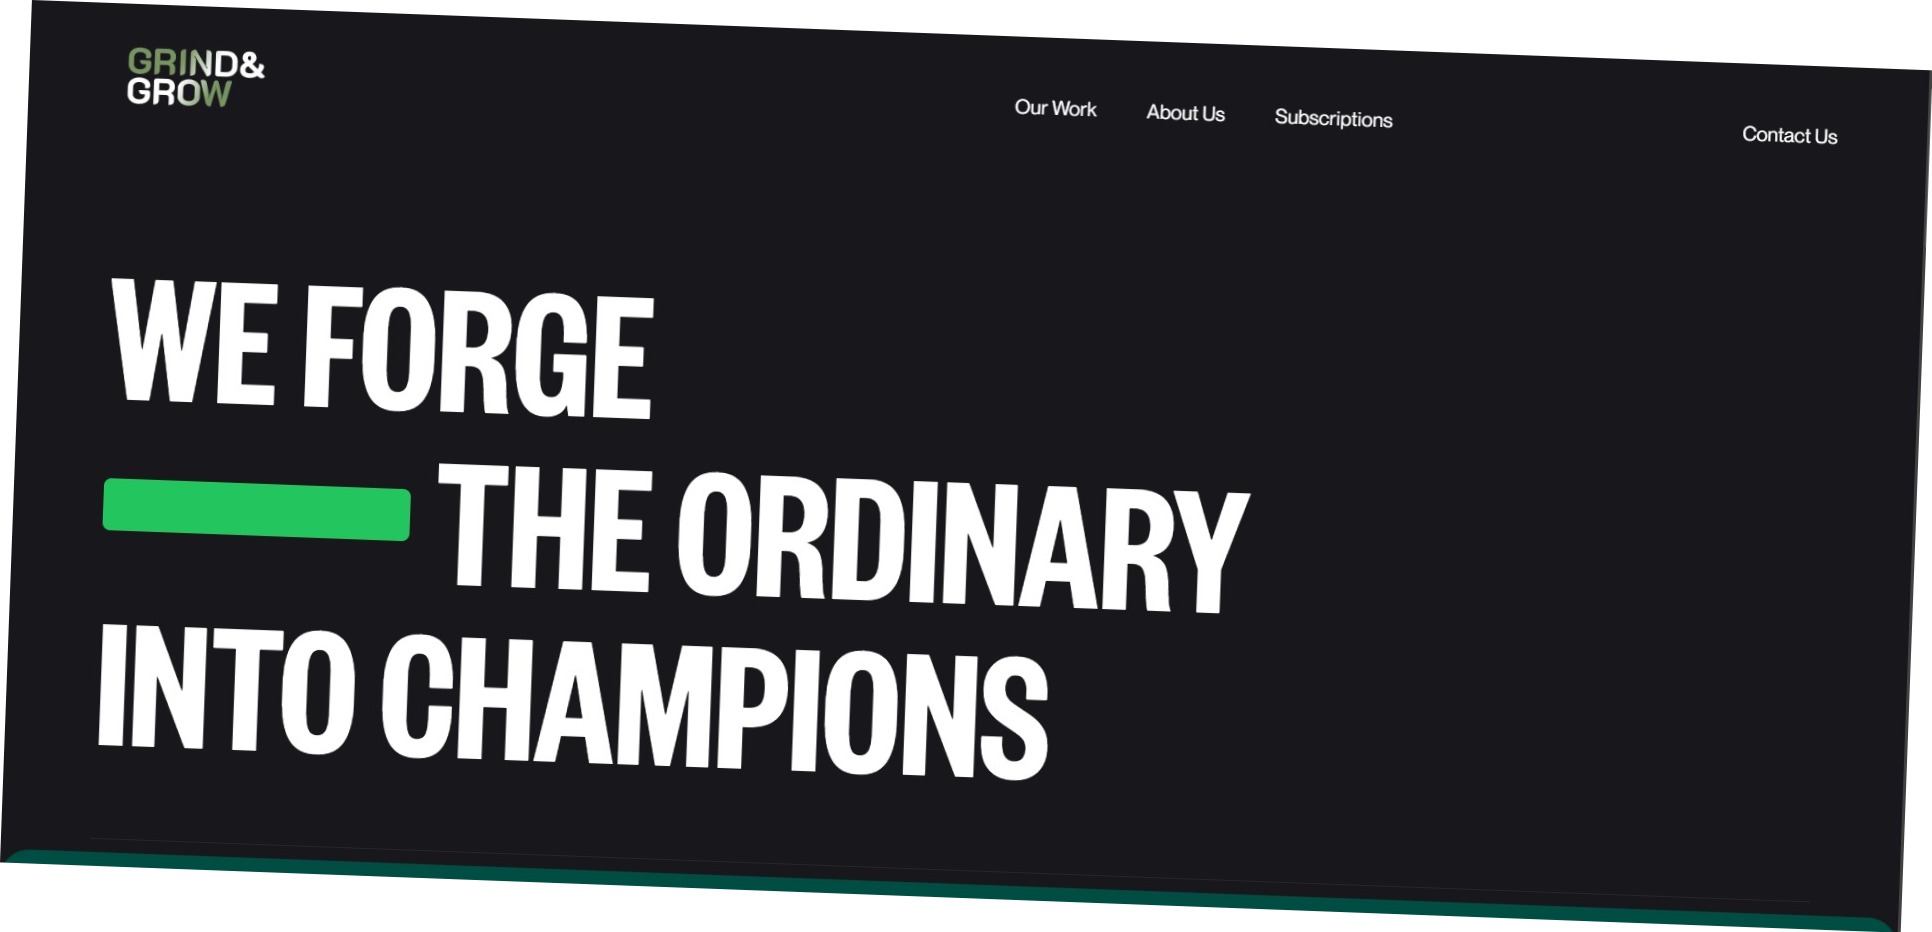 GRIND&
GROW
Our Work About Us Subscriptions Contact Us
WE FORGE
THE ORDINARY
INTO CHAMPIONS